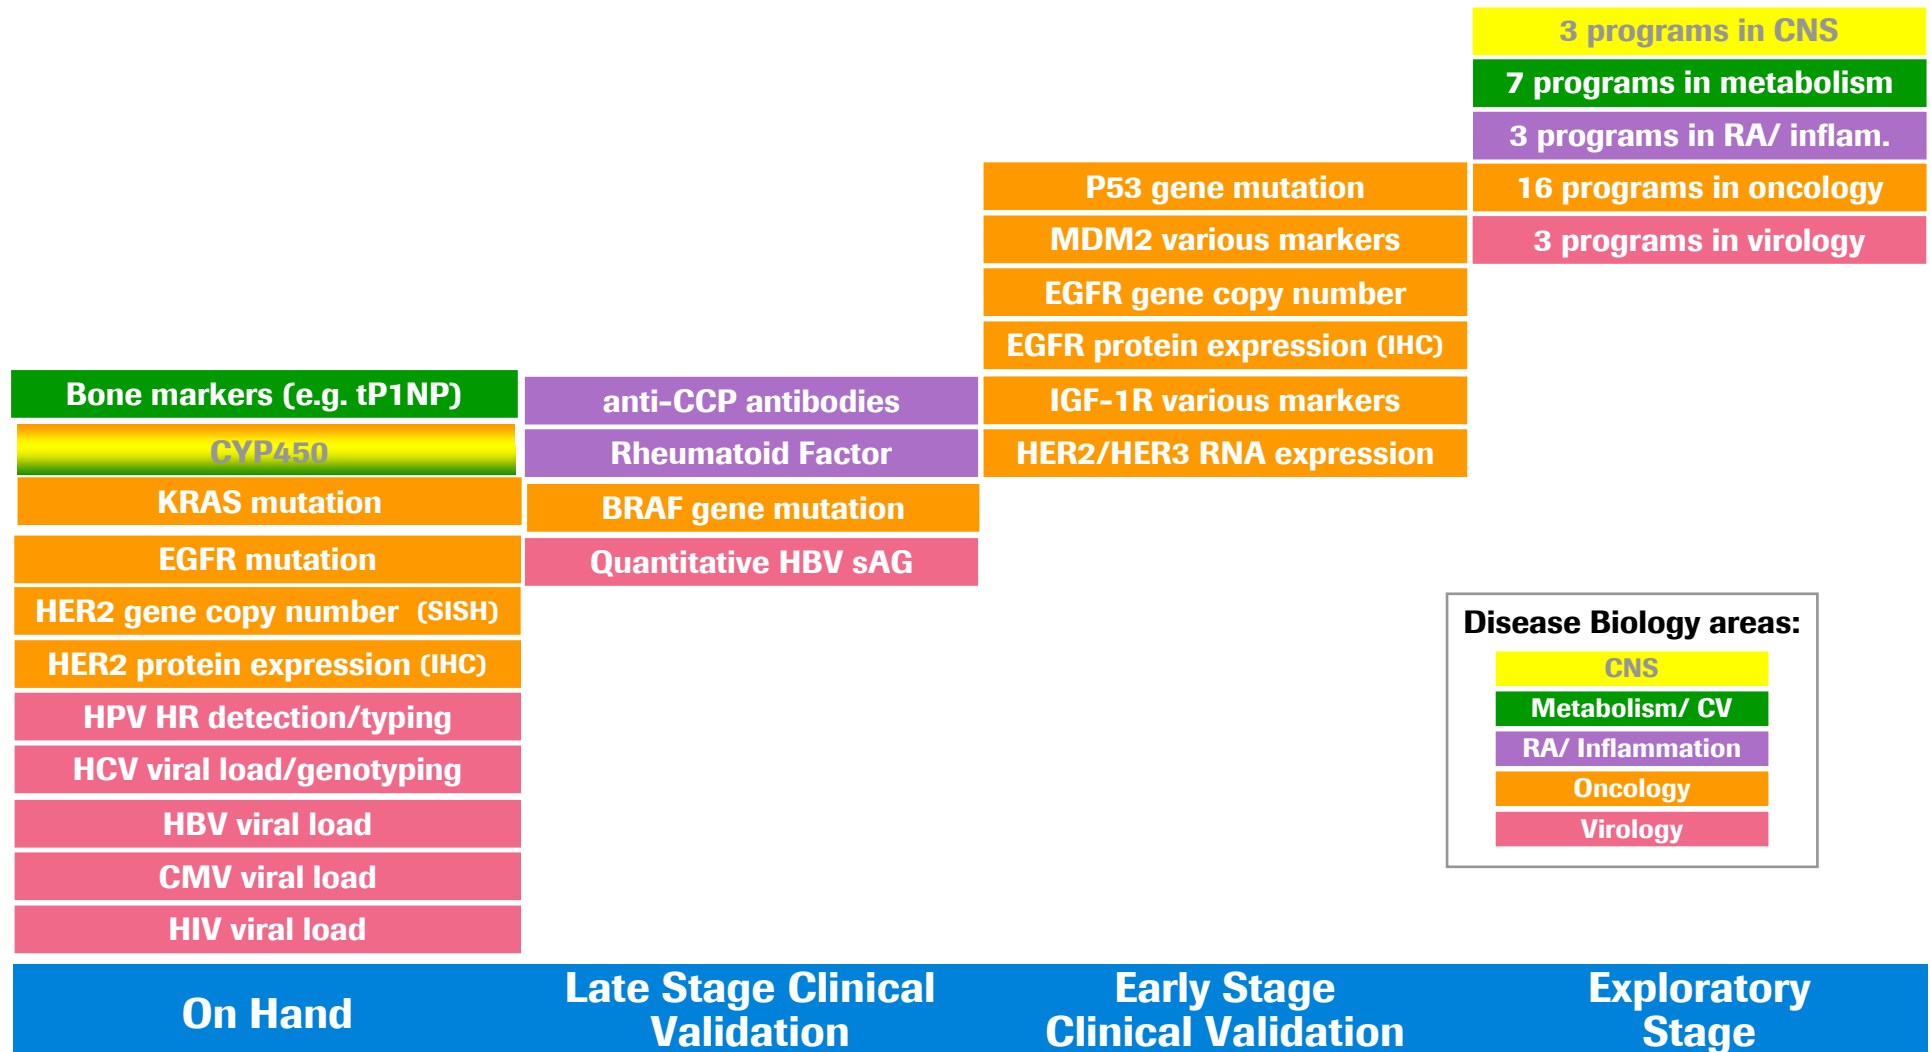 3 programs in CNS
7 programs in metabolism
3 programs in RA/ inflam.
16 programs in oncology
3 programs in virology
P53 gene mutation
MDM2 various markers
EGFR gene copy number
EGFR protein expression (IHC)
IGF-1R various markers
HER2/HER3 RNA expression
anti-CCP antibodies
Rheumatoid Factor
BRAF gene mutation
Quantitative HBV sAG
Bone markers (e.g. tP1NP)
CYP450
KRAS mutation
EGFR mutation
HER2 gene copy number (SISH)
HER2 protein expression (IHC)
HPV HR detection/typing
HCV viral load/genotyping
HBV viral load
CMV viral load
HIV viral load
Disease Biology areas:
CNS
Metabolism/ CV
RA/ Inflammation
Oncology
Virology
On Hand
Late Stage Clinical
Validation
Early Stage
Clinical Validation
Exploratory
Stage